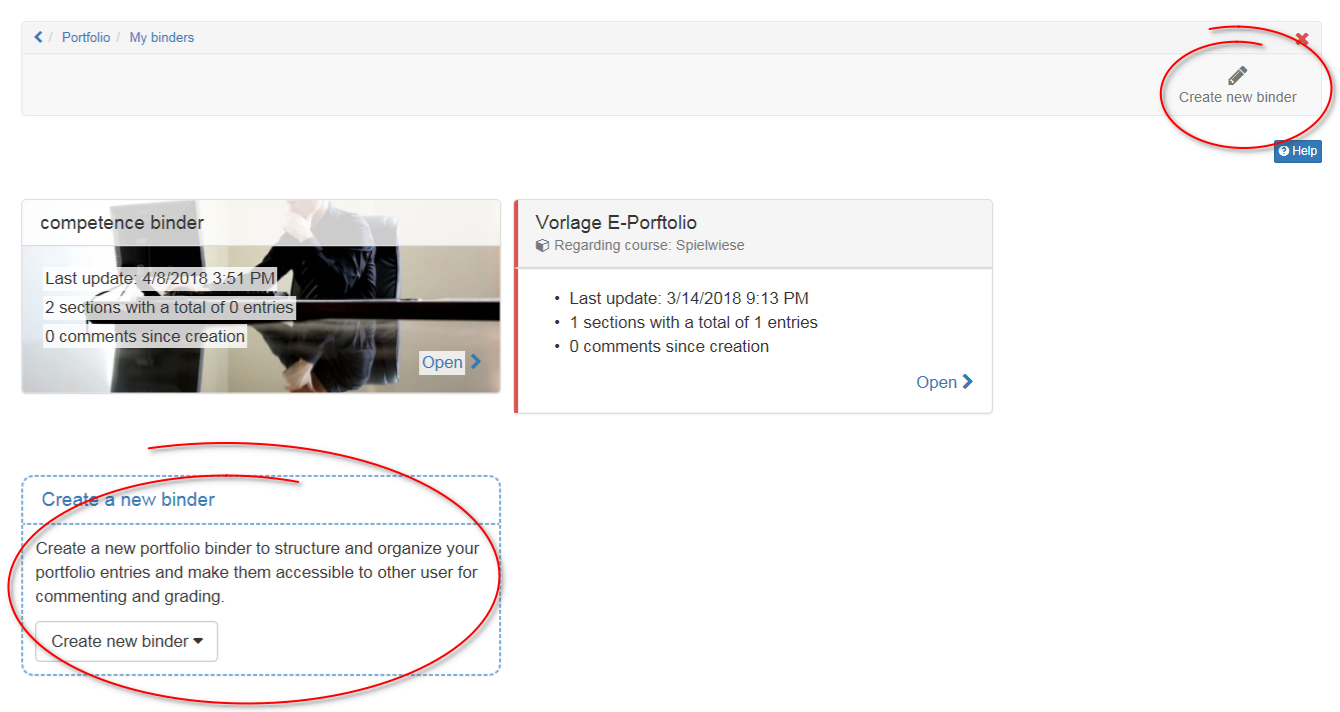 Portfolio / My binders
Create new binder
Help
competence binder
Last update: 4/8/2018 3:51 PM
2 sections with a total of 0 entries
0 comments since creation
Open
Vorlage E-Porftolio
Regarding course: Spielwiese
• Last update: 3/14/2018 9:13 PM
• 1 sections with a total of 1 entries
• 0 comments since creation
Open
Create a new binder
Create a new portfolio binder to structure and organize your
portfolio entries and make them accessible to other user for
commenting and grading.
Create new binder